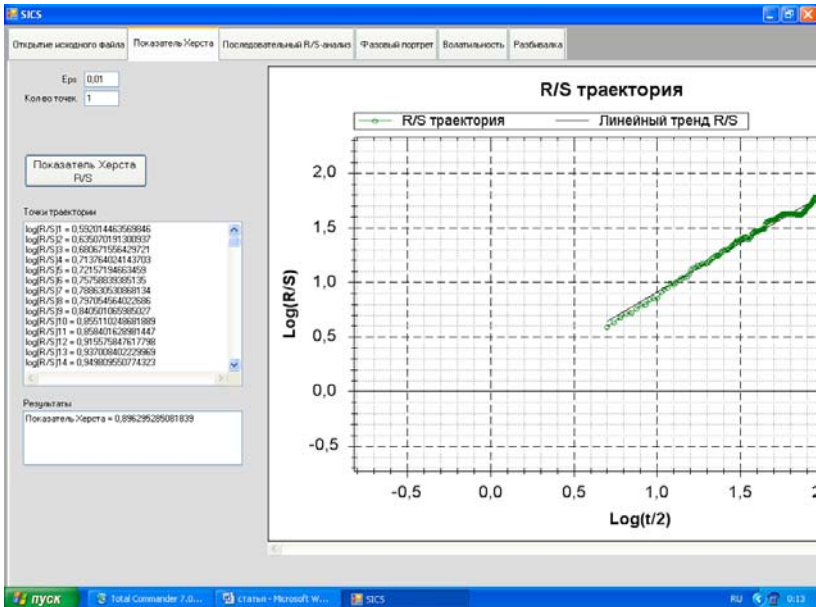 SICS
Открытие исходного файла Показатель Херста Последовательный R/S-анализ Фазовый портрет Волатильность Разбивалка
Eps 0,01
Кол-во точек 1
Показатель Херста R/S
Точки траектории
log(R/S)1 = 0,592014463569846
log(R/S)2 = 0,635070191300937
log(R/S)3 = 0,680671556429721
log(R/S)4 = 0,713764024143703
log(R/S)5 = 0,72157194663459
log(R/S)6 = 0,75758839385135
log(R/S)7 = 0,78863053086​8134
log(R/S)8 = 0,797054564022686
log(R/S)9 = 0,840501065985027
log(R/S)10 = 0,855110248681889
log(R/S)11 = 0,858401628981447
log(R/S)12 = 0,915575847617798
log(R/S)13 = 0,937008402229969
log(R/S)14 = 0,949809550774323
Результаты
Показатель Херста = 0,896295285081839
R/S траектория
R/S траектория Линейный тренд R/S
Log(R/S)
2,0
1,5
1,0
0,5
0,0
-0,5
-0,5 0,0 0,5 1,0 1,5
Log(t/2)
пуск Total Commander 7.0... статьи - Microsoft W... SICS RU 0:13